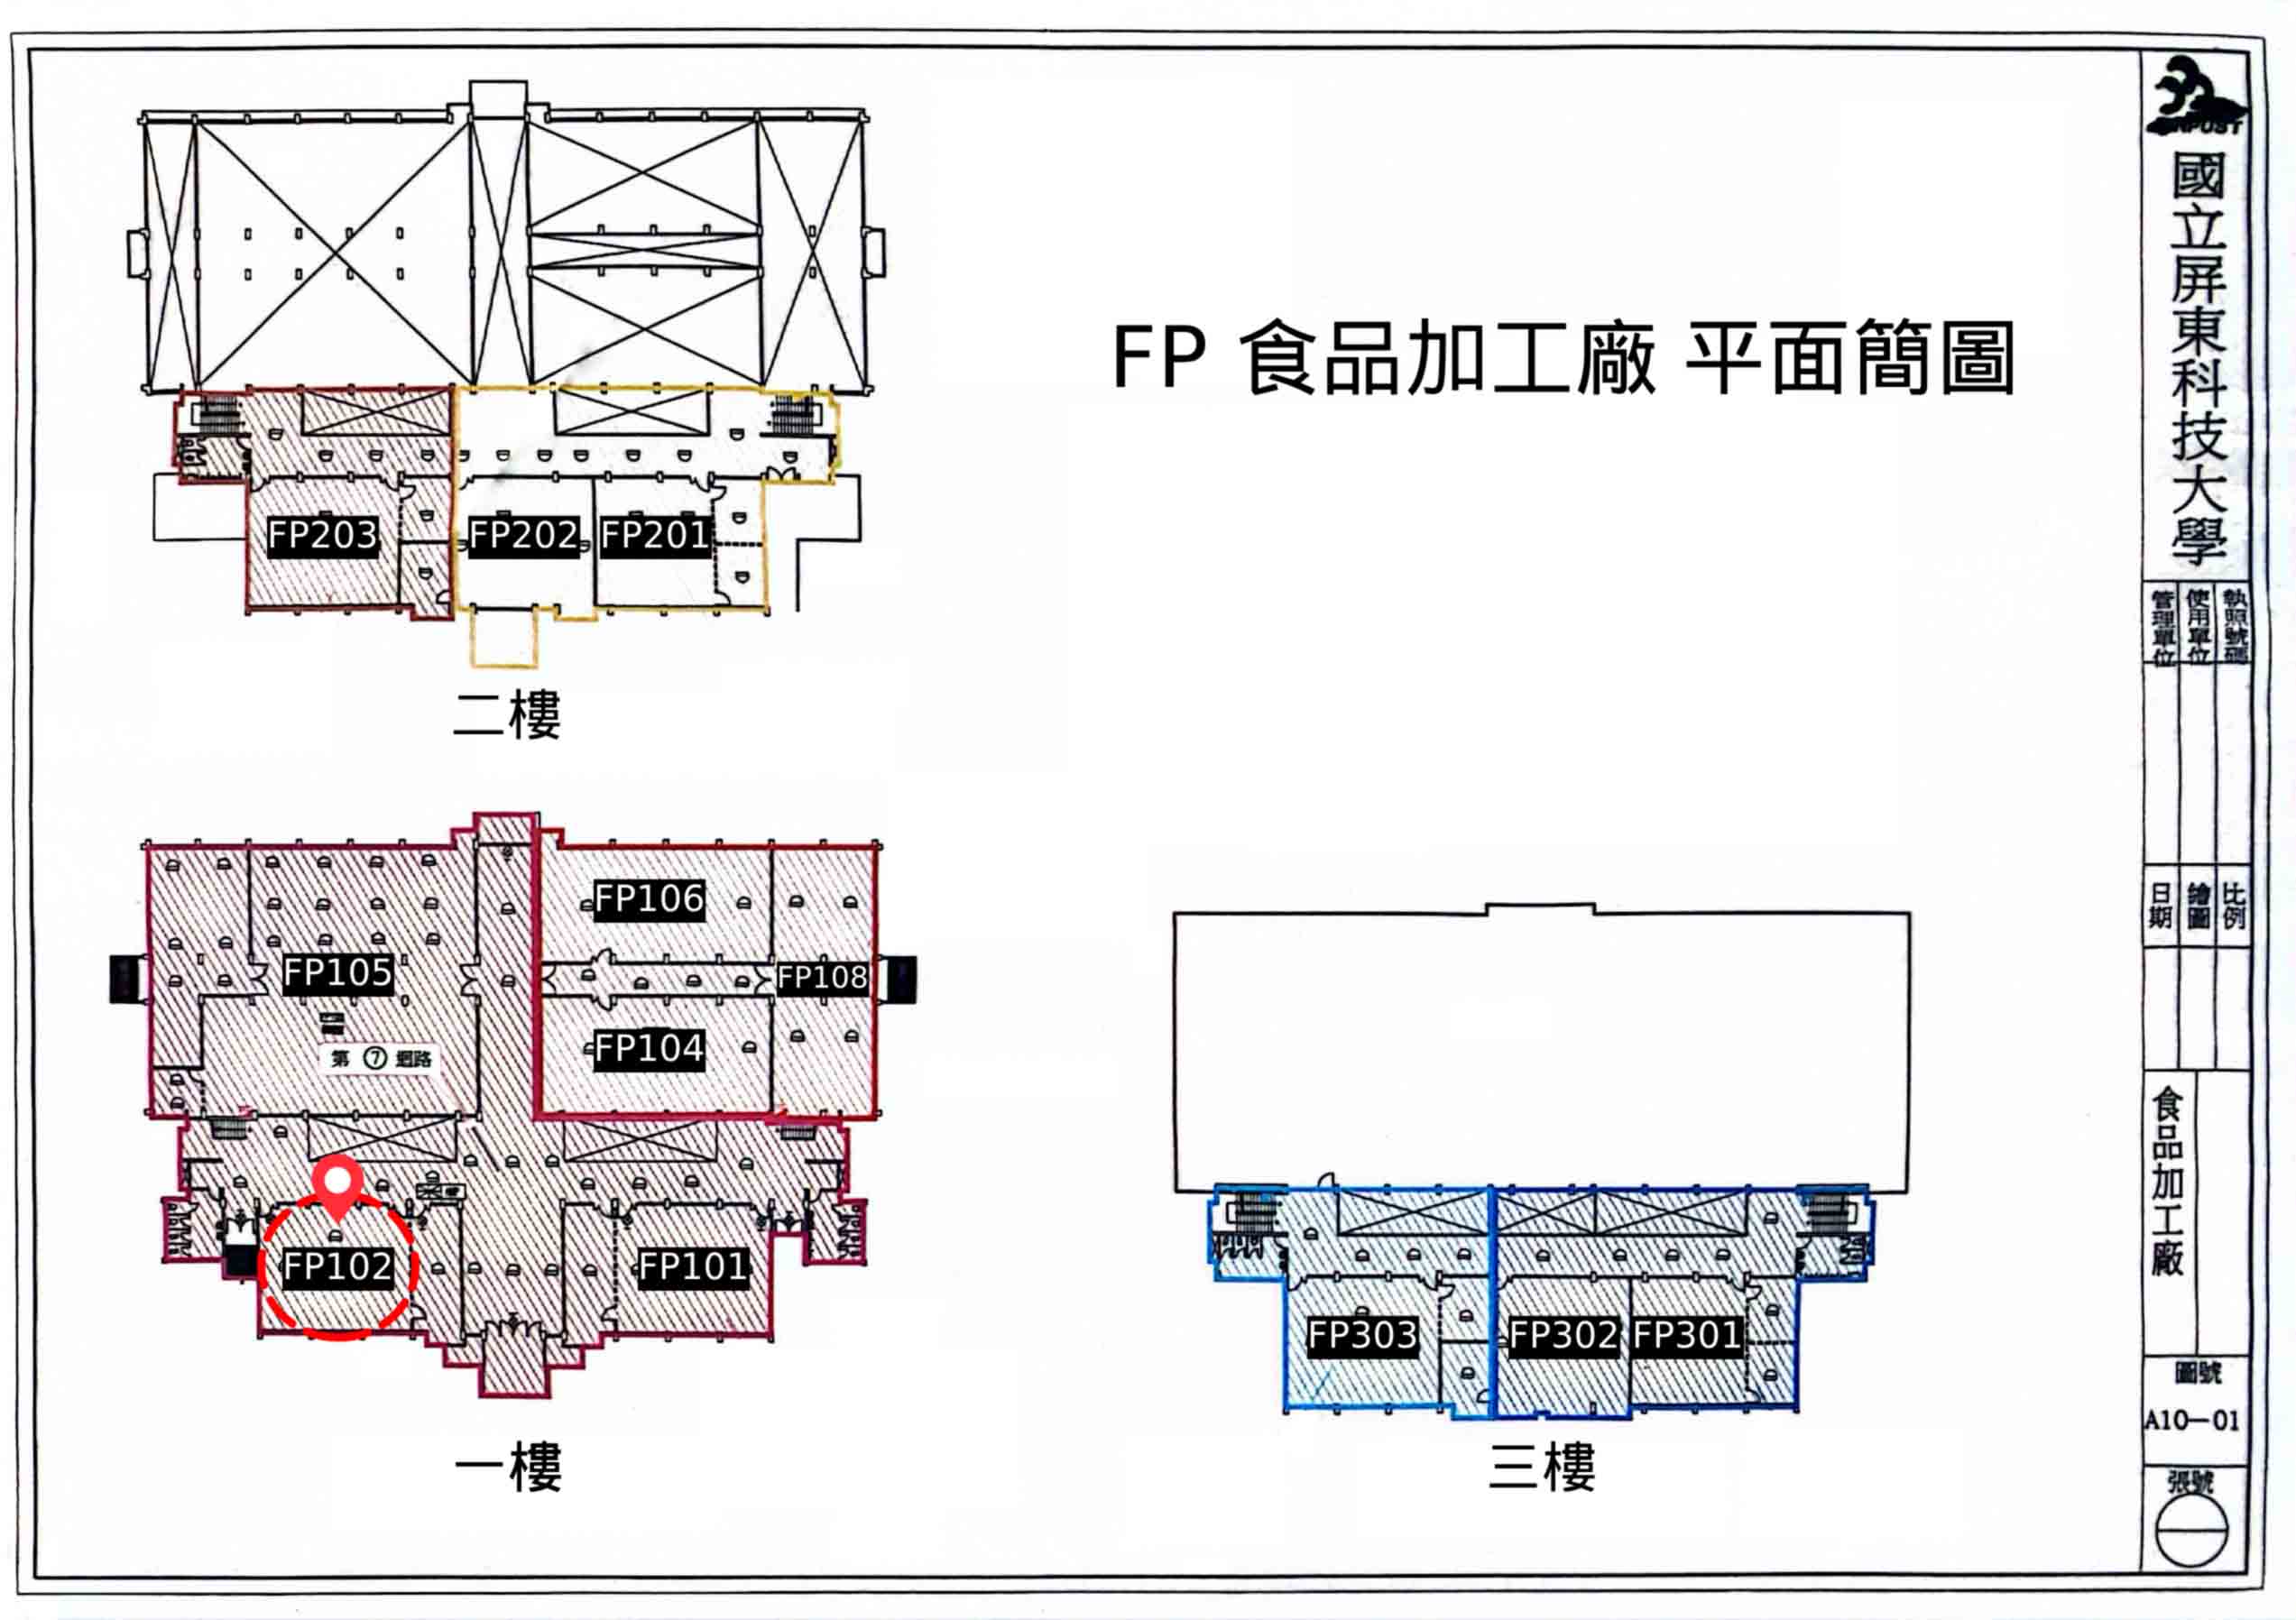 FP 食品加工廠 平面簡圖
FP203
FP202
FP201
二樓
FP106
FP105
FP108
FP104
第 ⑦ 迴路
FP102
FP101
一樓
FP303
FP302
FP301
三樓
NPUST
國立屏東科技大學
管理單位
使用單位
執照號碼
日期
繪圖
比例
食品加工廠
圖號
A10-01
張號